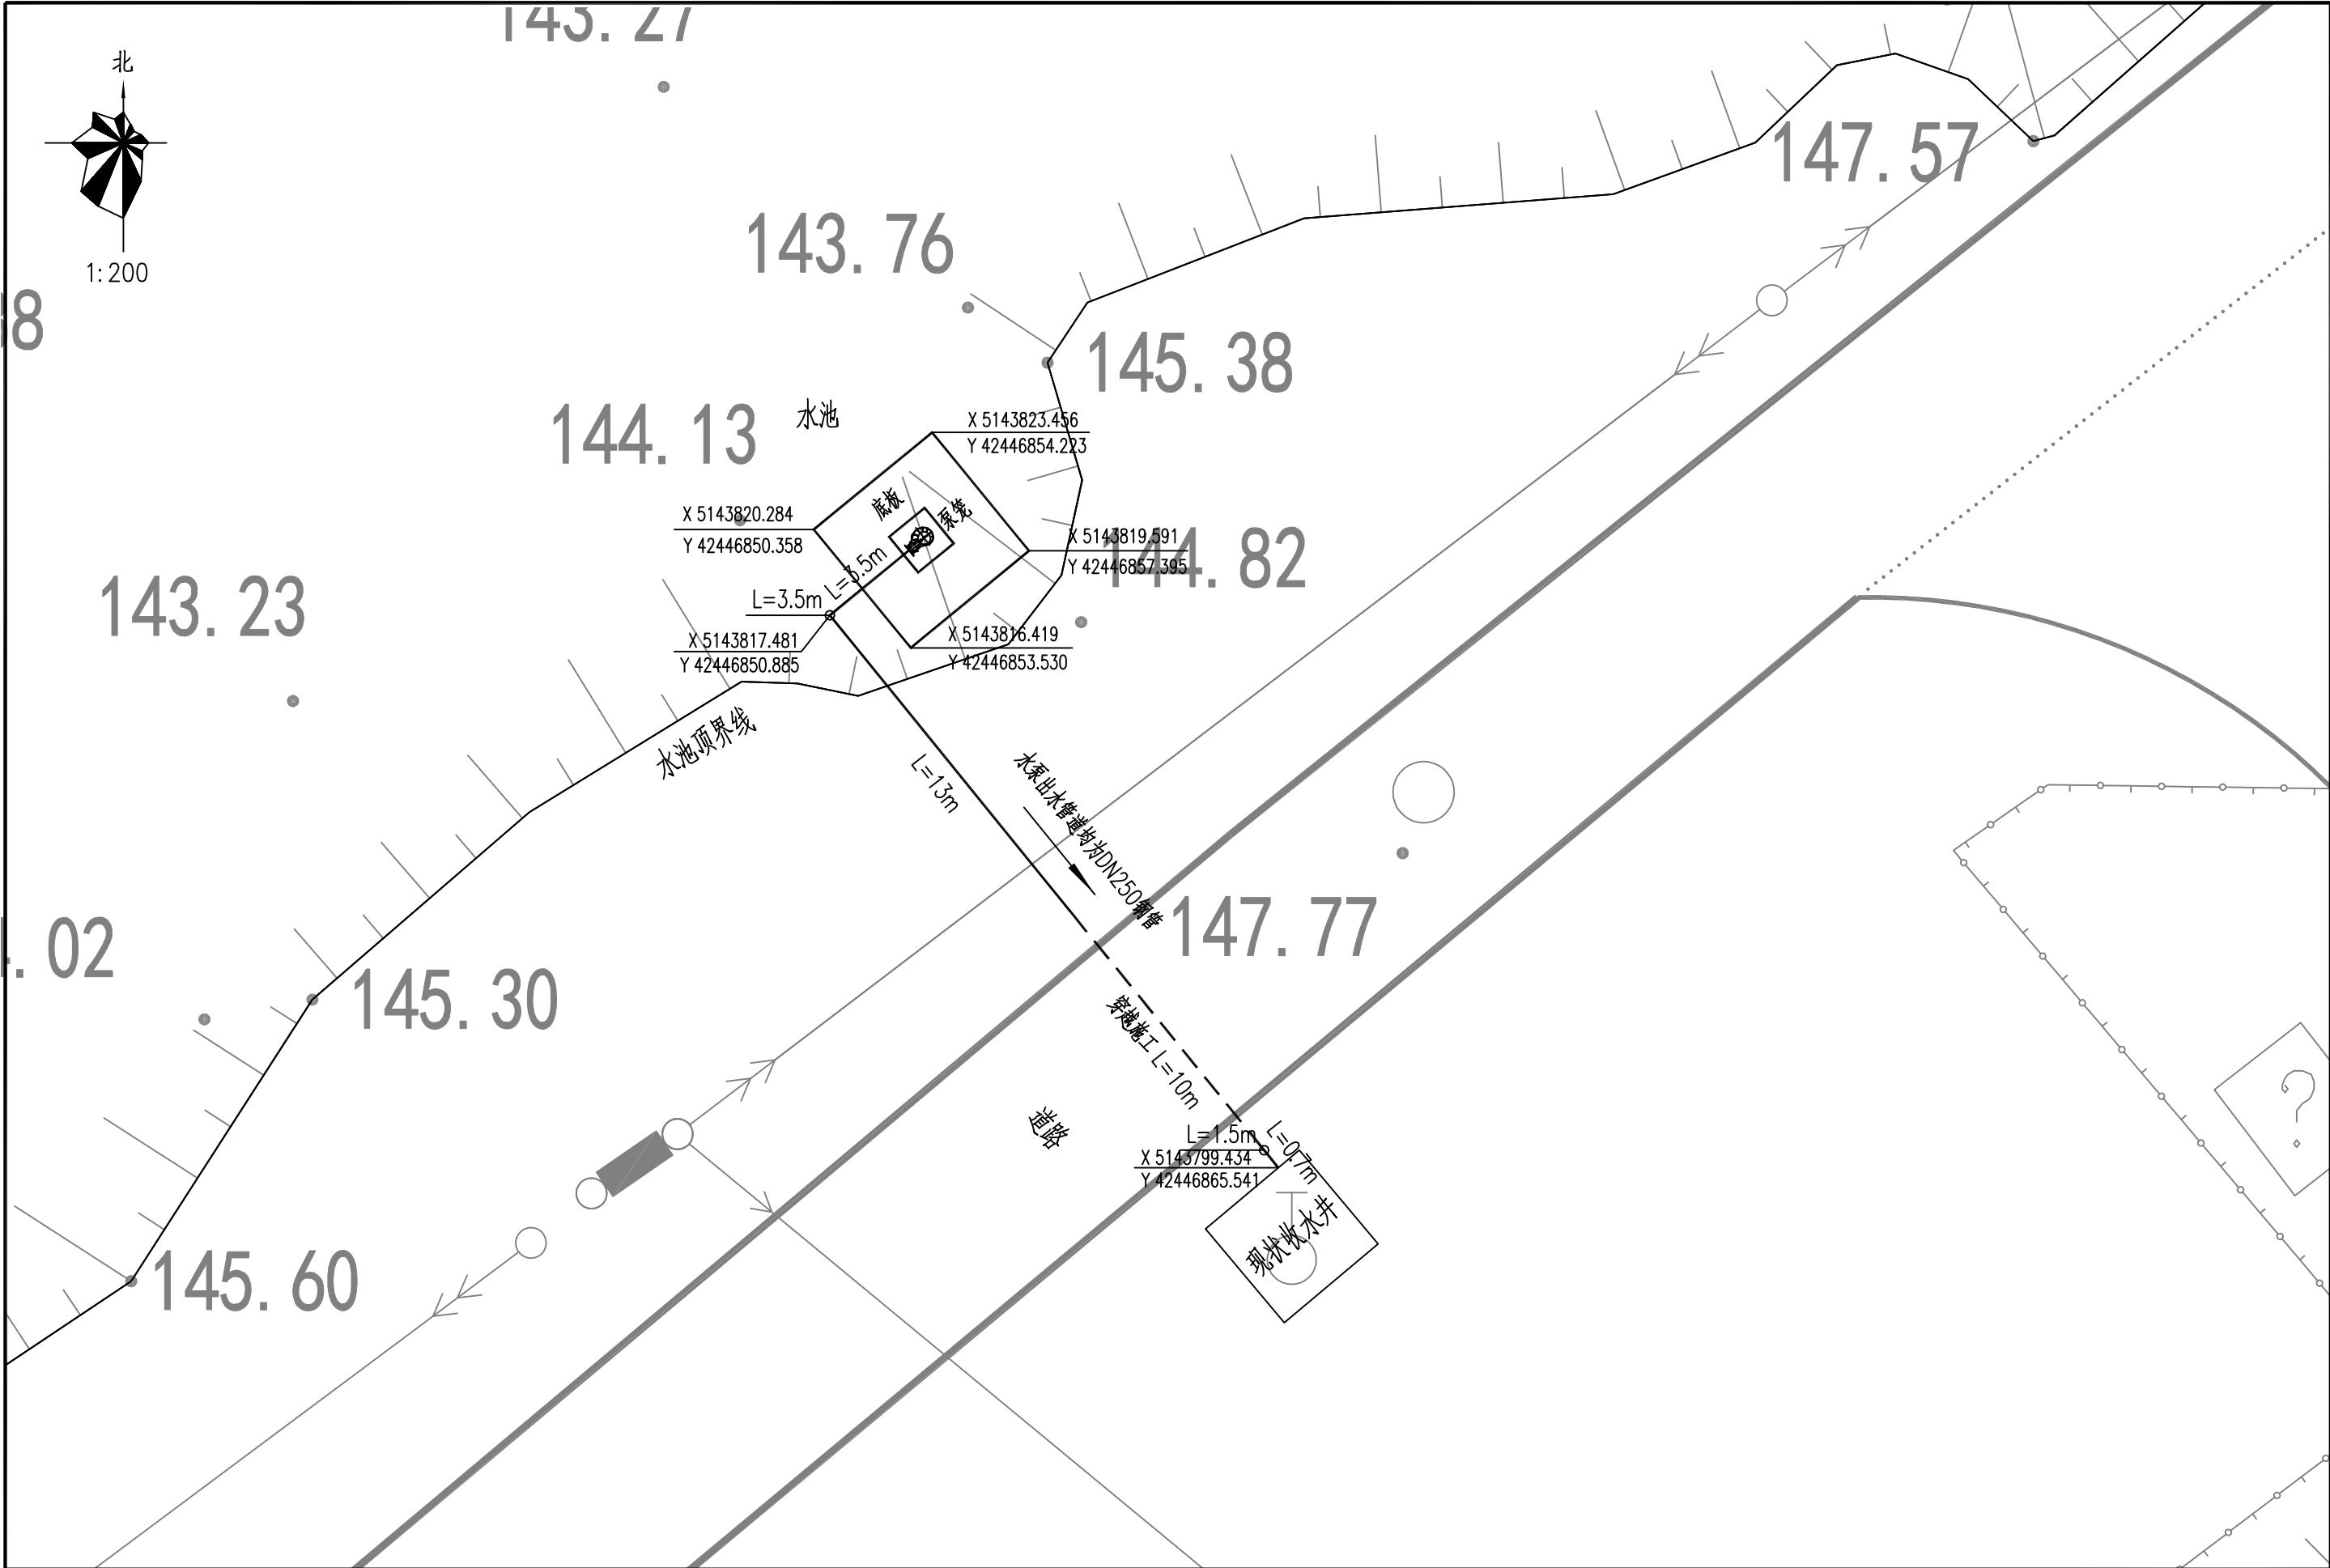 143.27
北
1:200
147.57
143.76
8
145.38
144.13
水池
X 5143823.456
Y 42446854.223
底板
泵笼
X 5143820.284
Y 42446850.358
X 5143819.591
Y 42446857.395
144.82
L=3.5m
143.23
L=3.5m
X 5143817.481
Y 42446850.885
X 5143816.419
Y 42446853.530
水池顶界线
L=13m
水泵出水管道均为DN250钢管
147.77
.02
145.30
穿越施工 L=10m
道路
L=1.5m
L=0.7m
X 5143799.434
Y 42446865.541
现状收水井
145.60